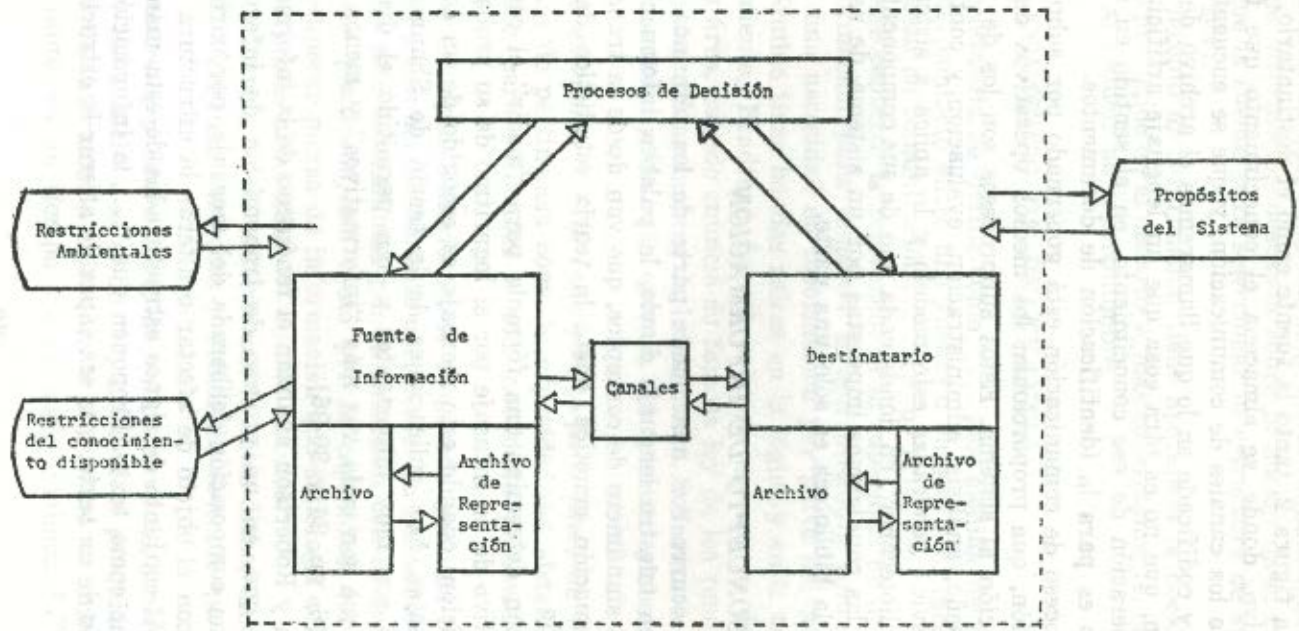 Procesos de Decisión
Restricciones
Ambientales
Propósitos
del Sistema
Fuente de
Información
Canales
Destinatario
Restricciones
del conocimien-
to disponible
Archivo
Archivo
de
Repre-
senta-
ción
Archivo
Archivo
de
Repre-
senta-
ción